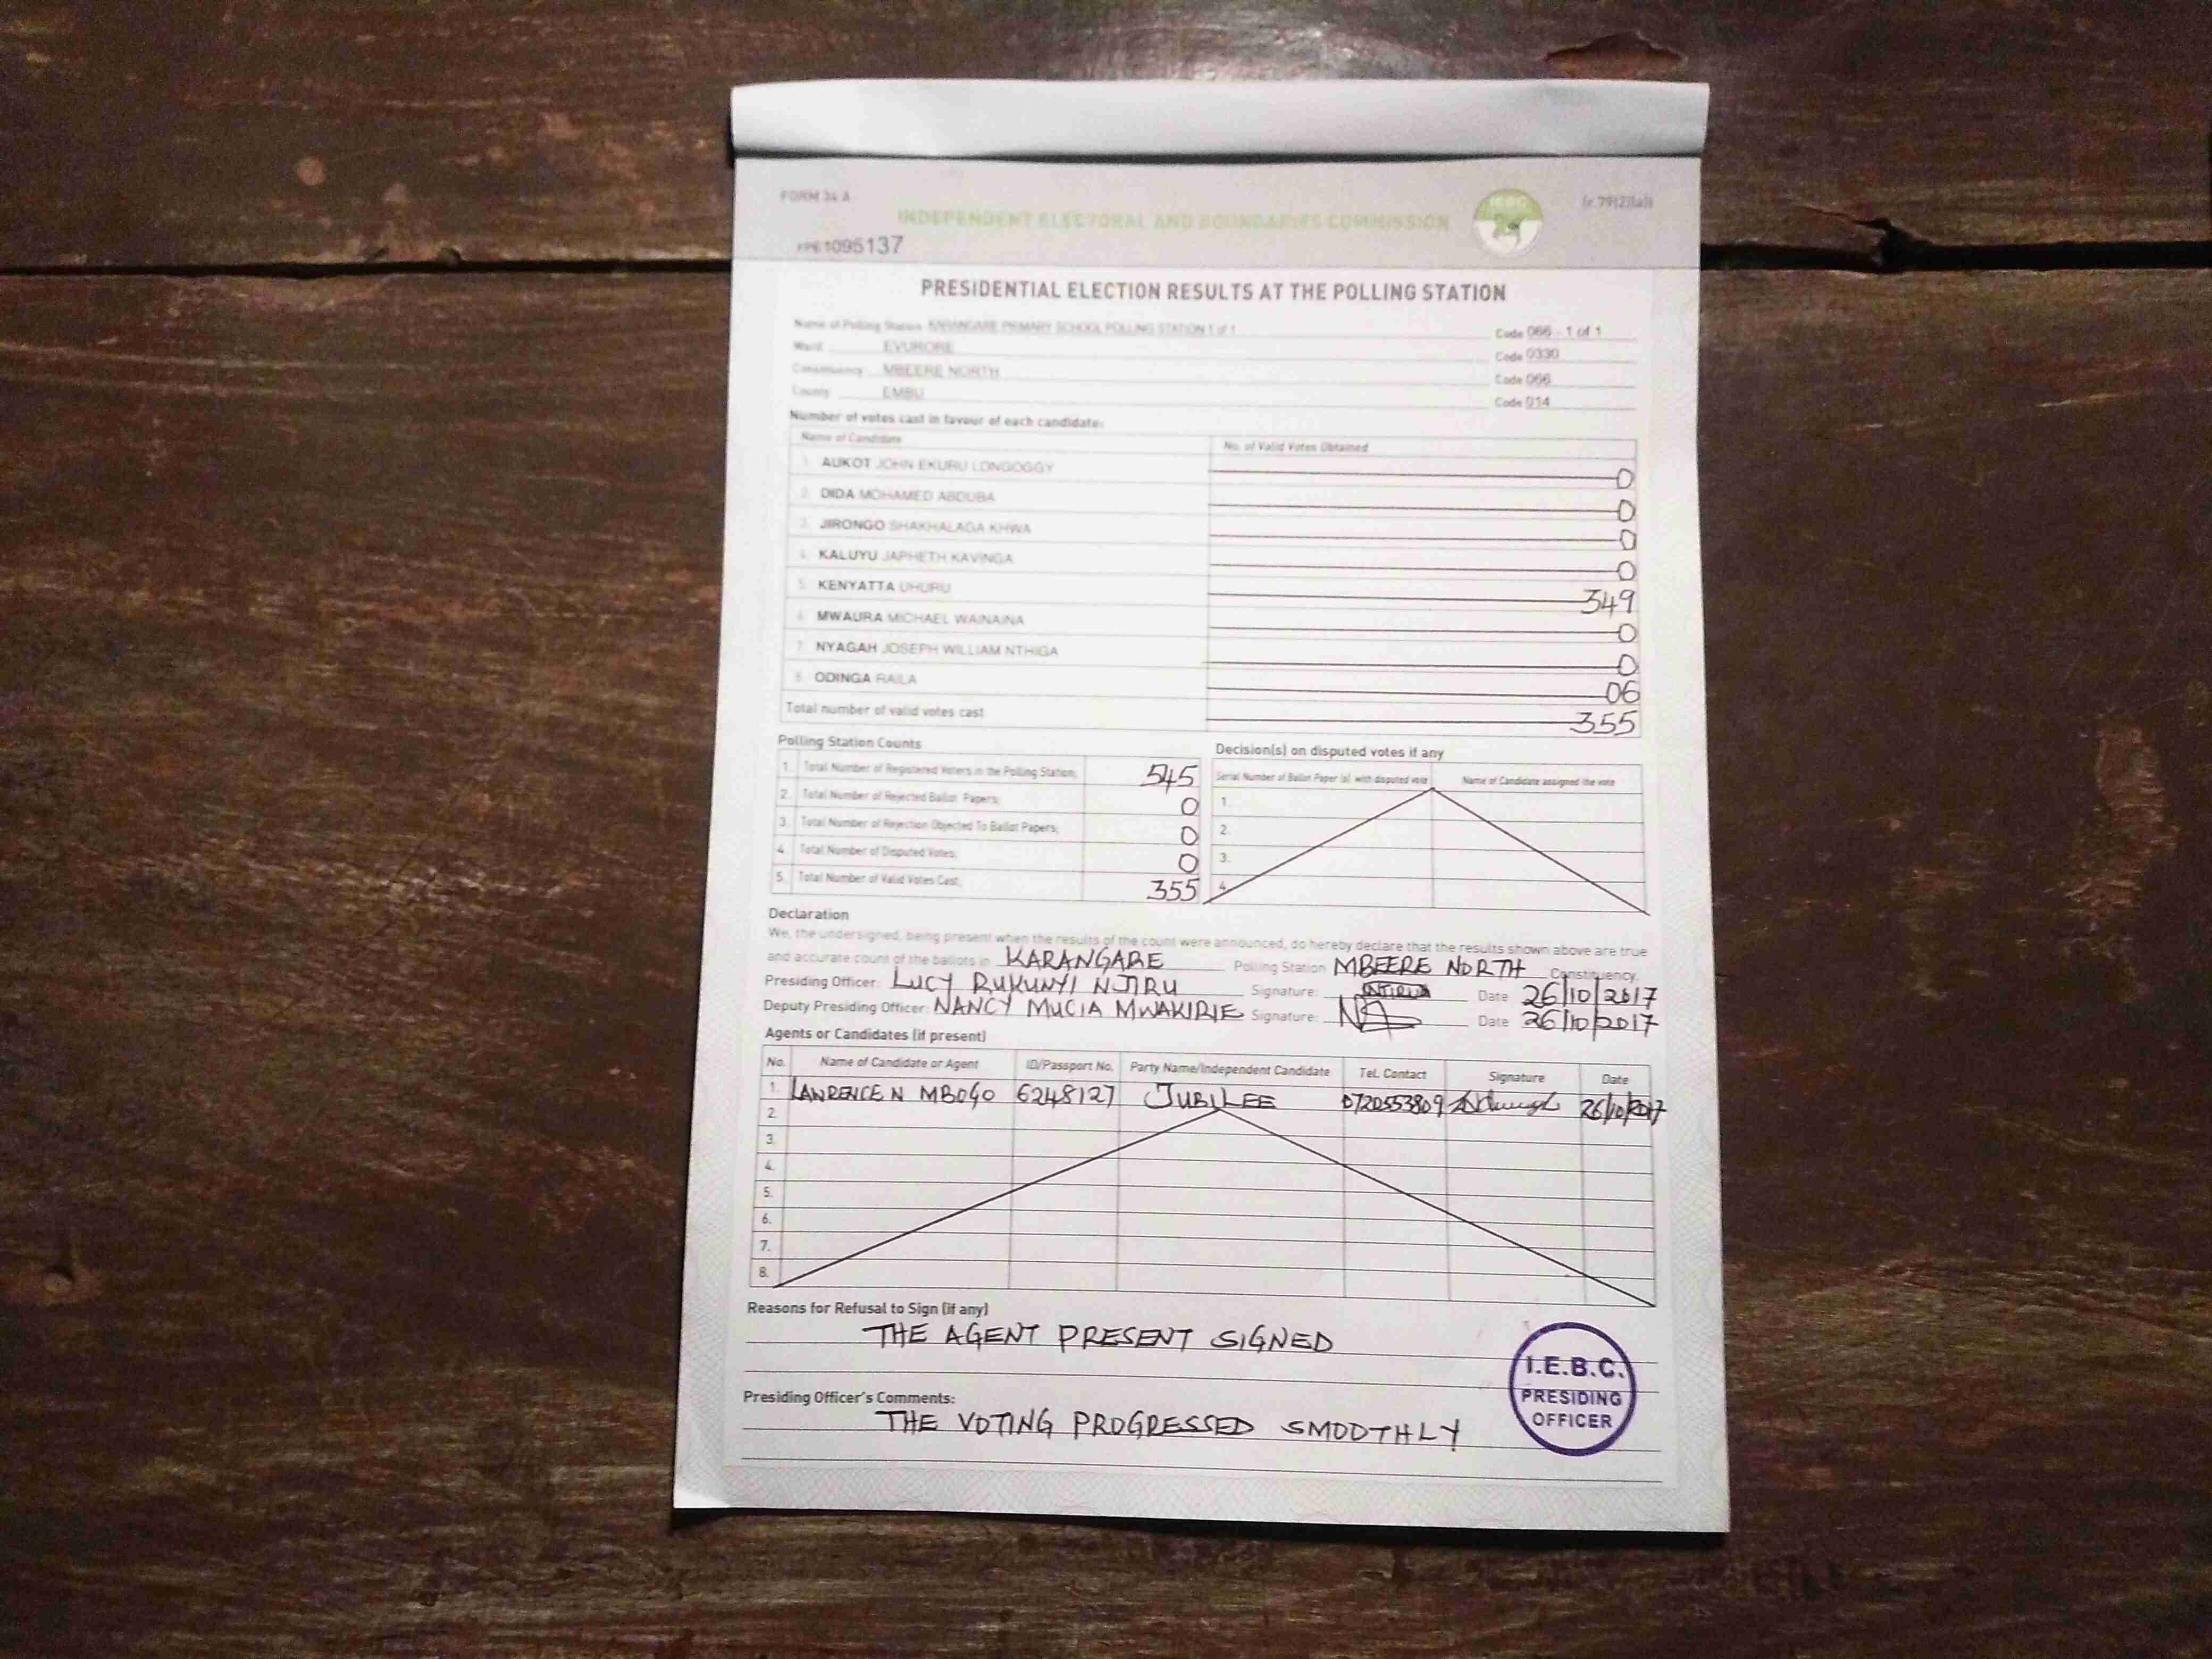 FORM 34 A
(r.79(2)(a))
INDEPENDENT ELECTORAL AND BOUNDARIES COMMISSION
IEBC
1095137
PRESIDENTIAL ELECTION RESULTS AT THE POLLING STATION
Name of Polling Station KARANGARE PRIMARY SCHOOL POLLING STATION 1 of 1 Code 066 - 1 of 1
Ward EVURORE Code 0330
Constituency MBEERE NORTH Code 066
County EMBU Code 014
Number of votes cast in favour of each candidate:
Name of Candidate No. of Valid Votes Obtained
1. AUKOT JOHN EKURU LONGOGGY 0
2. DIDA MOHAMED ABDUBA 0
3. JIRONGO SHAKHALAGA KHWA 0
4. KALUYU JAPHETH KAVINGA 0
5. KENYATTA UHURU 349
6. MWAURA MICHAEL WAINAINA 0
7. NYAGAH JOSEPH WILLIAM NTHIGA 0
8. ODINGA RAILA 06
Total number of valid votes cast 355
Polling Station Counts
1. Total Number of Registered Voters in the Polling Station; 545
2. Total Number of Rejected Ballot Papers; 0
3. Total Number of Rejection Objected To Ballot Papers; 0
4. Total Number of Disputed Votes; 0
5. Total Number of Valid Votes Cast; 355
Decision(s) on disputed votes if any
Serial Number of Ballot Paper (s) with disputed vote Name of Candidate assigned the vote
1.
2.
3.
4.
Declaration
We, the undersigned, being present when the results of the count were announced, do hereby declare that the results shown above are true
and accurate count of the ballots in KARANGARE Polling Station MBEERE NORTH Constituency.
Presiding Officer: LUCY RUKUNYI NJIRU Signature: Date 26/10/2017
Deputy Presiding Officer: NANCY MUCIA MWAKIRIE Signature: Date 26/10/2017
Agents or Candidates (if present)
No. Name of Candidate or Agent ID/Passport No. Party Name/Independent Candidate Tel. Contact Signature Date
1. LAWRENCE N MBOGO 6248127 JUBILEE 0720553809 26/10/2017
2.
3.
4.
5.
6.
7.
8.
Reasons for Refusal to Sign (if any)
THE AGENT PRESENT SIGNED
Presiding Officer's Comments:
THE VOTING PROGRESSED SMOOTHLY
I.E.B.C.
PRESIDING
OFFICER